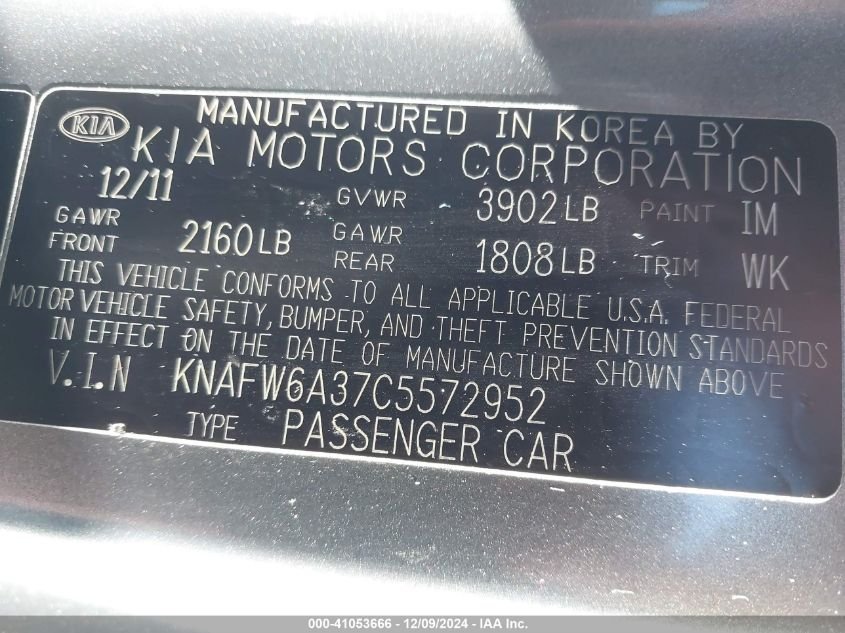 KIA
MANUFACTURED IN KOREA BY
KIA MOTORS CORPORATION
12/11 GVWR 3902LB PAINT IM
GAWR FRONT 2160LB GAWR REAR 1808LB TRIM WK
THIS VEHICLE CONFORMS TO ALL APPLICABLE U.S.A. FEDERAL
MOTOR VEHICLE SAFETY, BUMPER, AND THEFT PREVENTION STANDARDS
IN EFFECT ON THE DATE OF MANUFACTURE SHOWN ABOVE
V.I.N KNAFW6A37C5572952
TYPE PASSENGER CAR
000-41053666 - 12/09/2024 - IAA Inc.